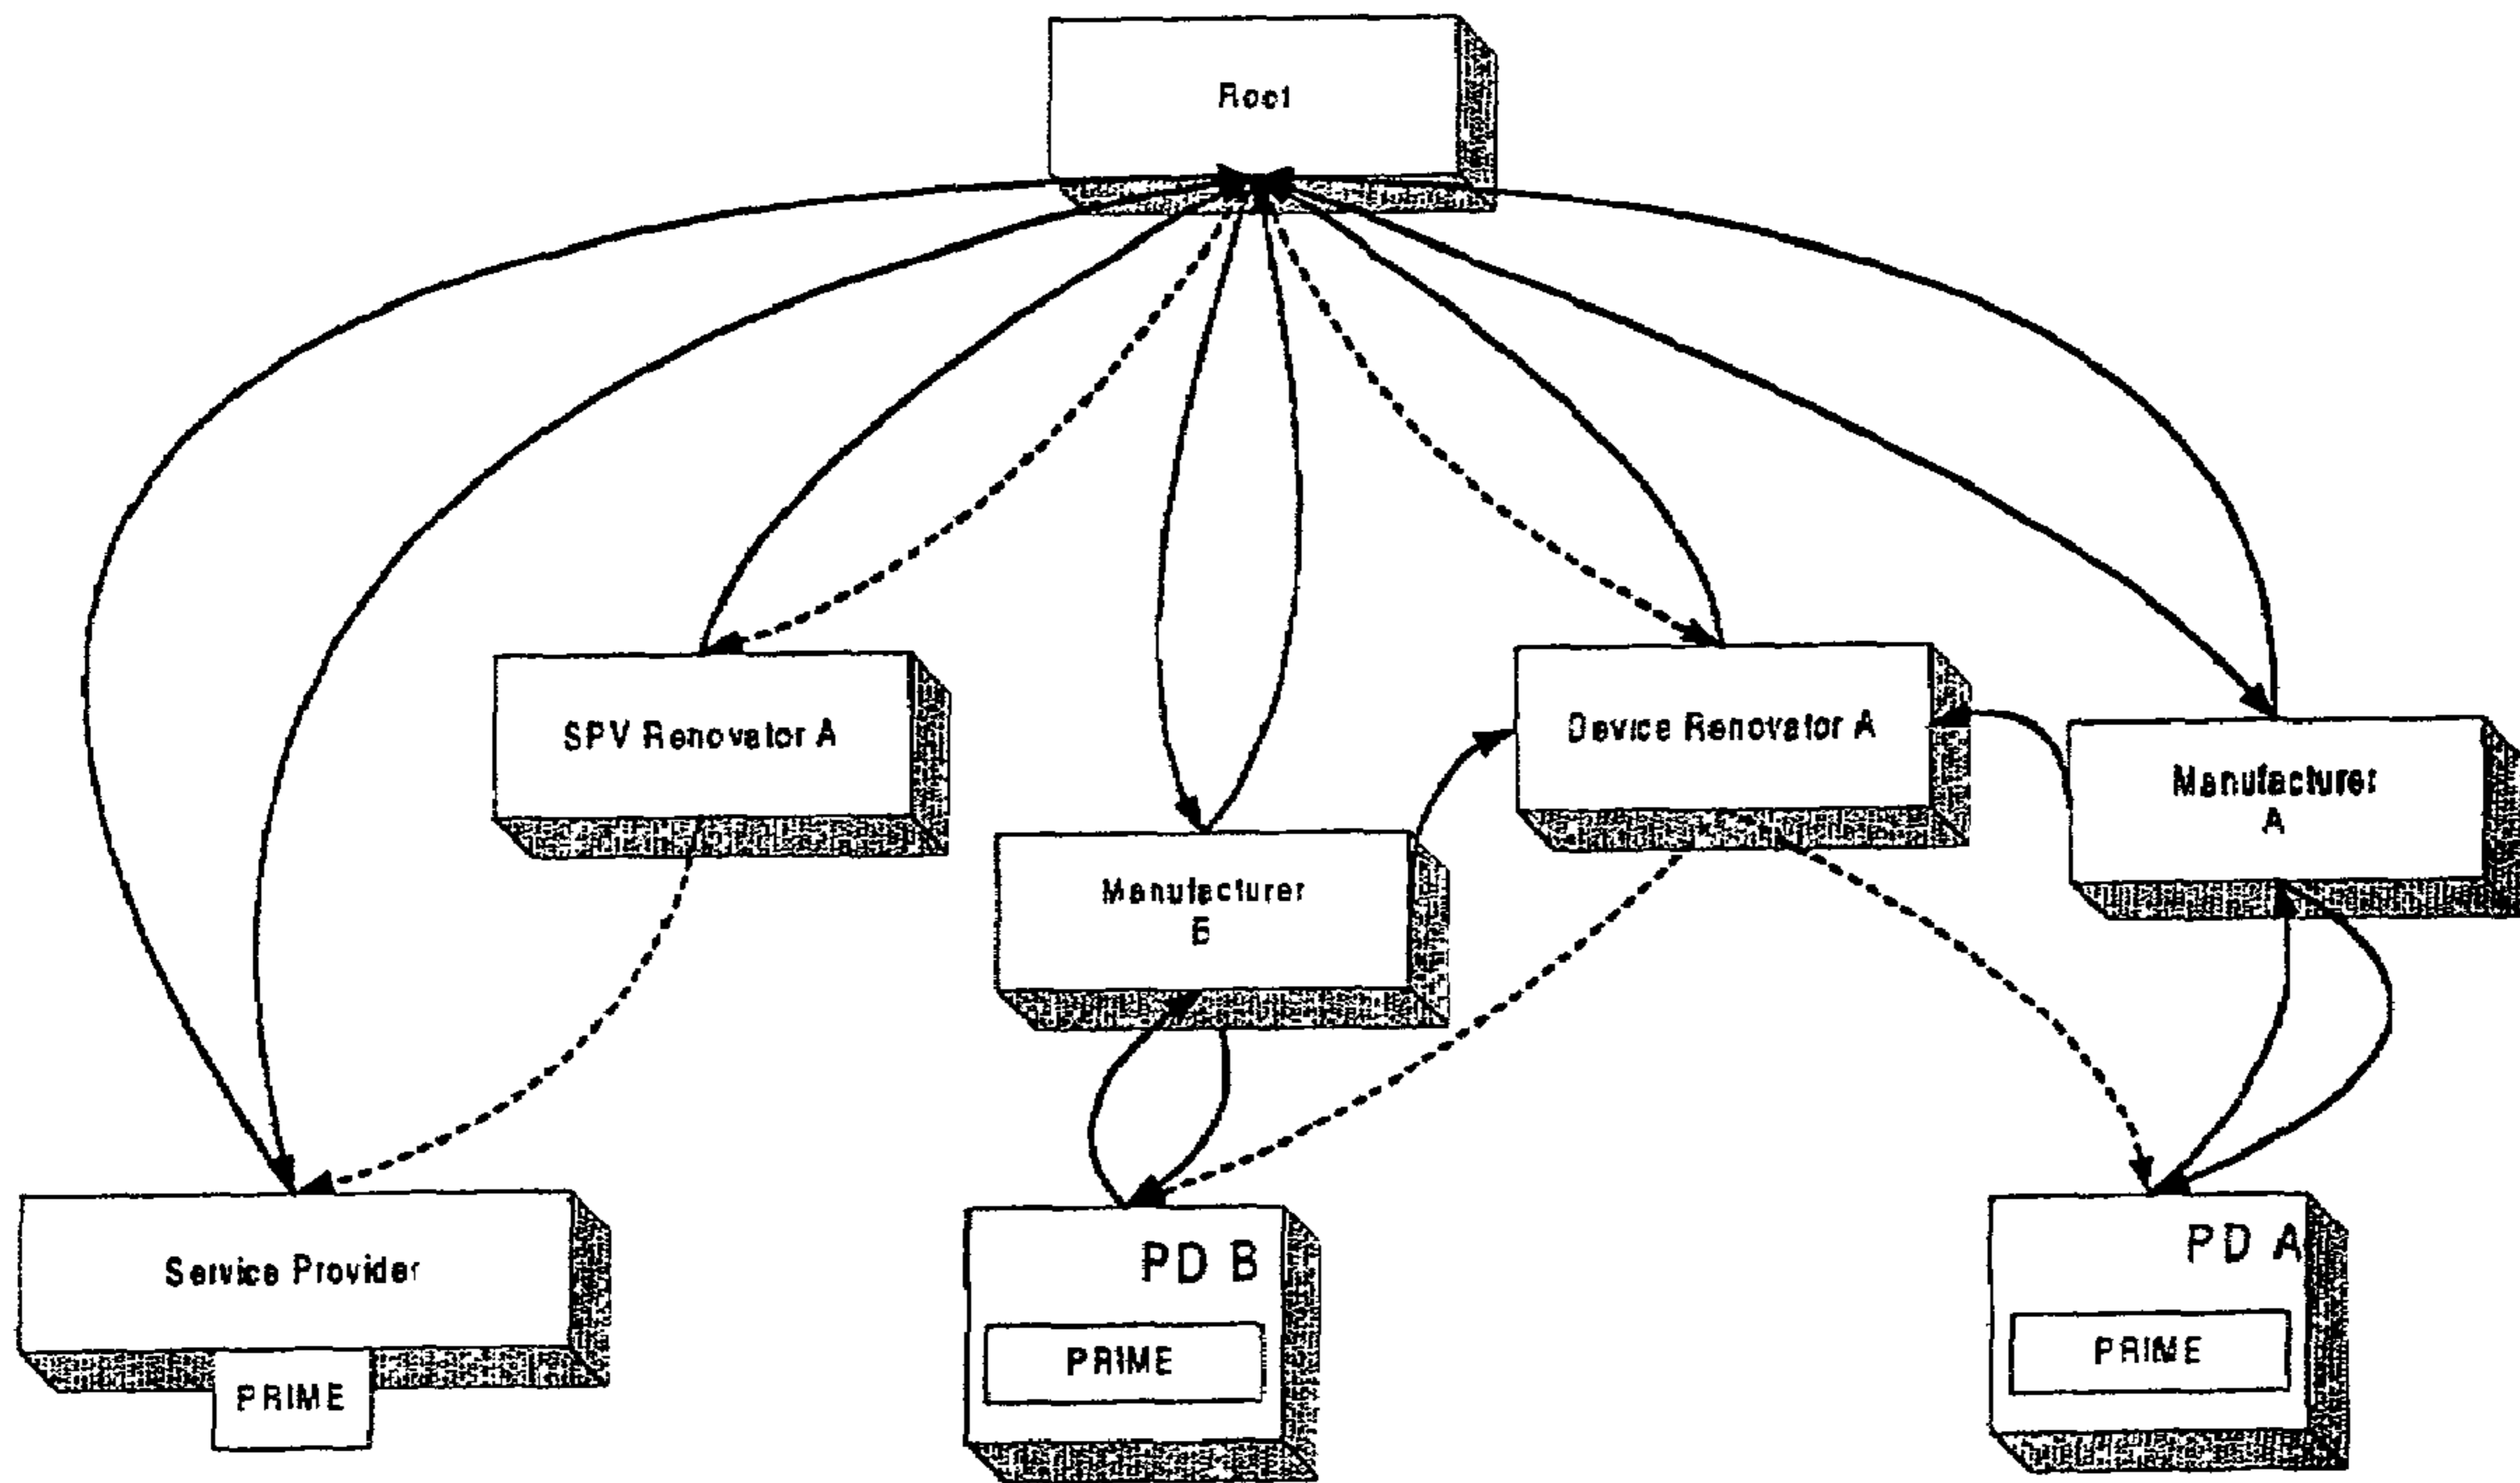 Root
SPV Renovator A
Device Renovator A
Manufacturer
A
Manufacturer
B
Service Provider
PRIME
PD B
PRIME
PD A
PRIME